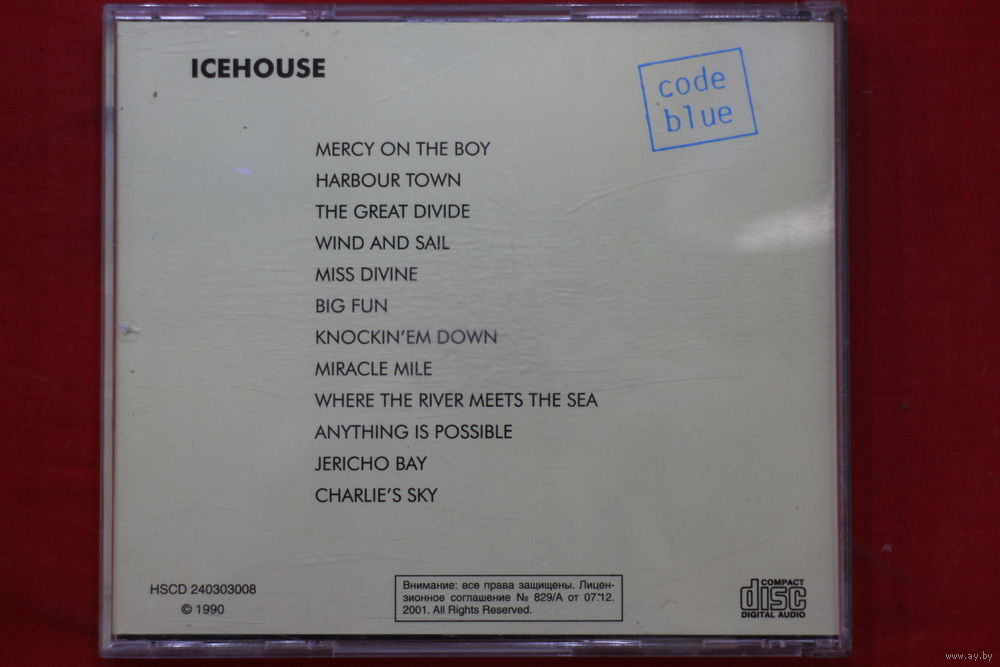 ICEHOUSE
code
blue
MERCY ON THE BOY
HARBOUR TOWN
THE GREAT DIVIDE
WIND AND SAIL
MISS DIVINE
BIG FUN
KNOCKIN'EM DOWN
MIRACLE MILE
WHERE THE RIVER MEETS THE SEA
ANYTHING IS POSSIBLE
JERICHO BAY
CHARLIE'S SKY
HSCD 240303008
© 1990
Внимание: все права защищены. Лицен-
зионное соглашение № 829/А от 07.12.
2001. All Rights Reserved.
COMPACT
disc
DIGITAL AUDIO
www.ay.by